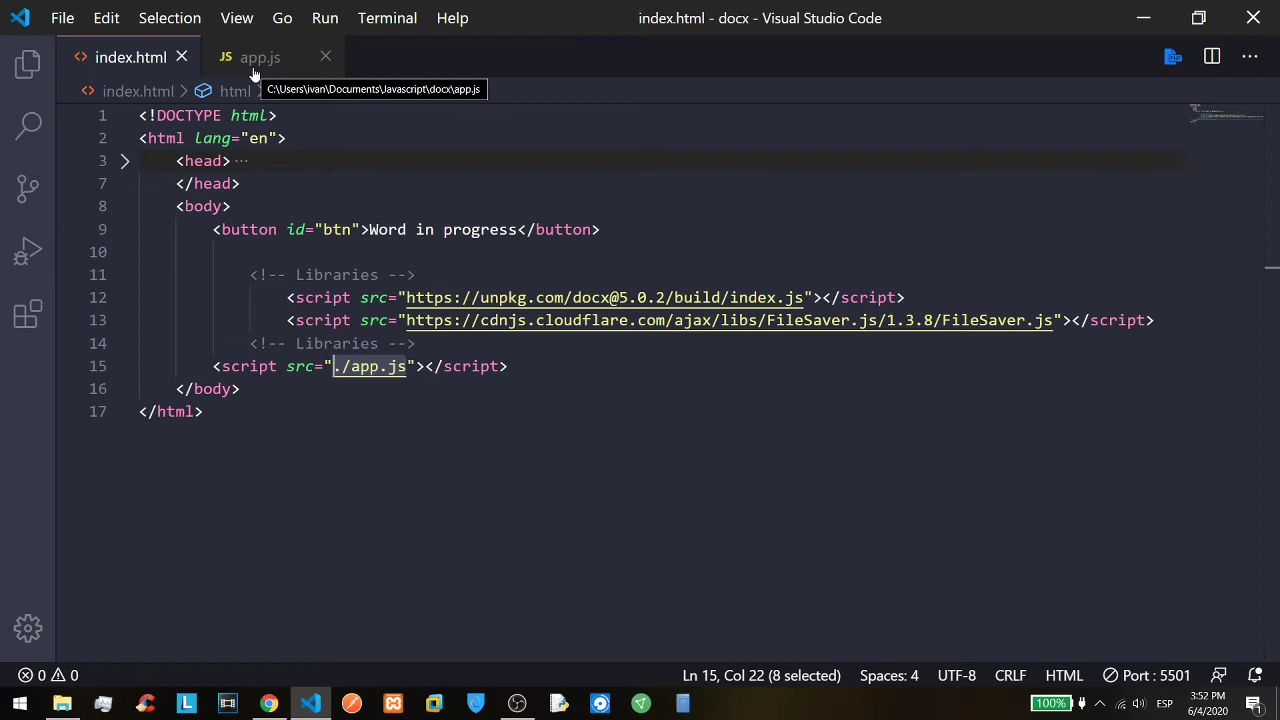 File Edit Selection View Go Run Terminal Help index.html - docx - Visual Studio Code
index.html JS app.js
index.html > html
C:\Users\ivan\Documents\Javascript\docx\app.js
1 <!DOCTYPE html>
2 <html lang="en">
3 <head> ···
7 </head>
8 <body>
9 <button id="btn">Word in progress</button>
10
11 <!-- Libraries -->
12 <script src="https://unpkg.com/docx@5.0.2/build/index.js"></script>
13 <script src="https://cdnjs.cloudflare.com/ajax/libs/FileSaver.js/1.3.8/FileSaver.js"></script>
14 <!-- Libraries -->
15 <script src="./app.js"></script>
16 </body>
17 </html>
0 0 Ln 15, Col 22 (8 selected) Spaces: 4 UTF-8 CRLF HTML Port : 5501
100% ESP 3:52 PM
6/4/2020